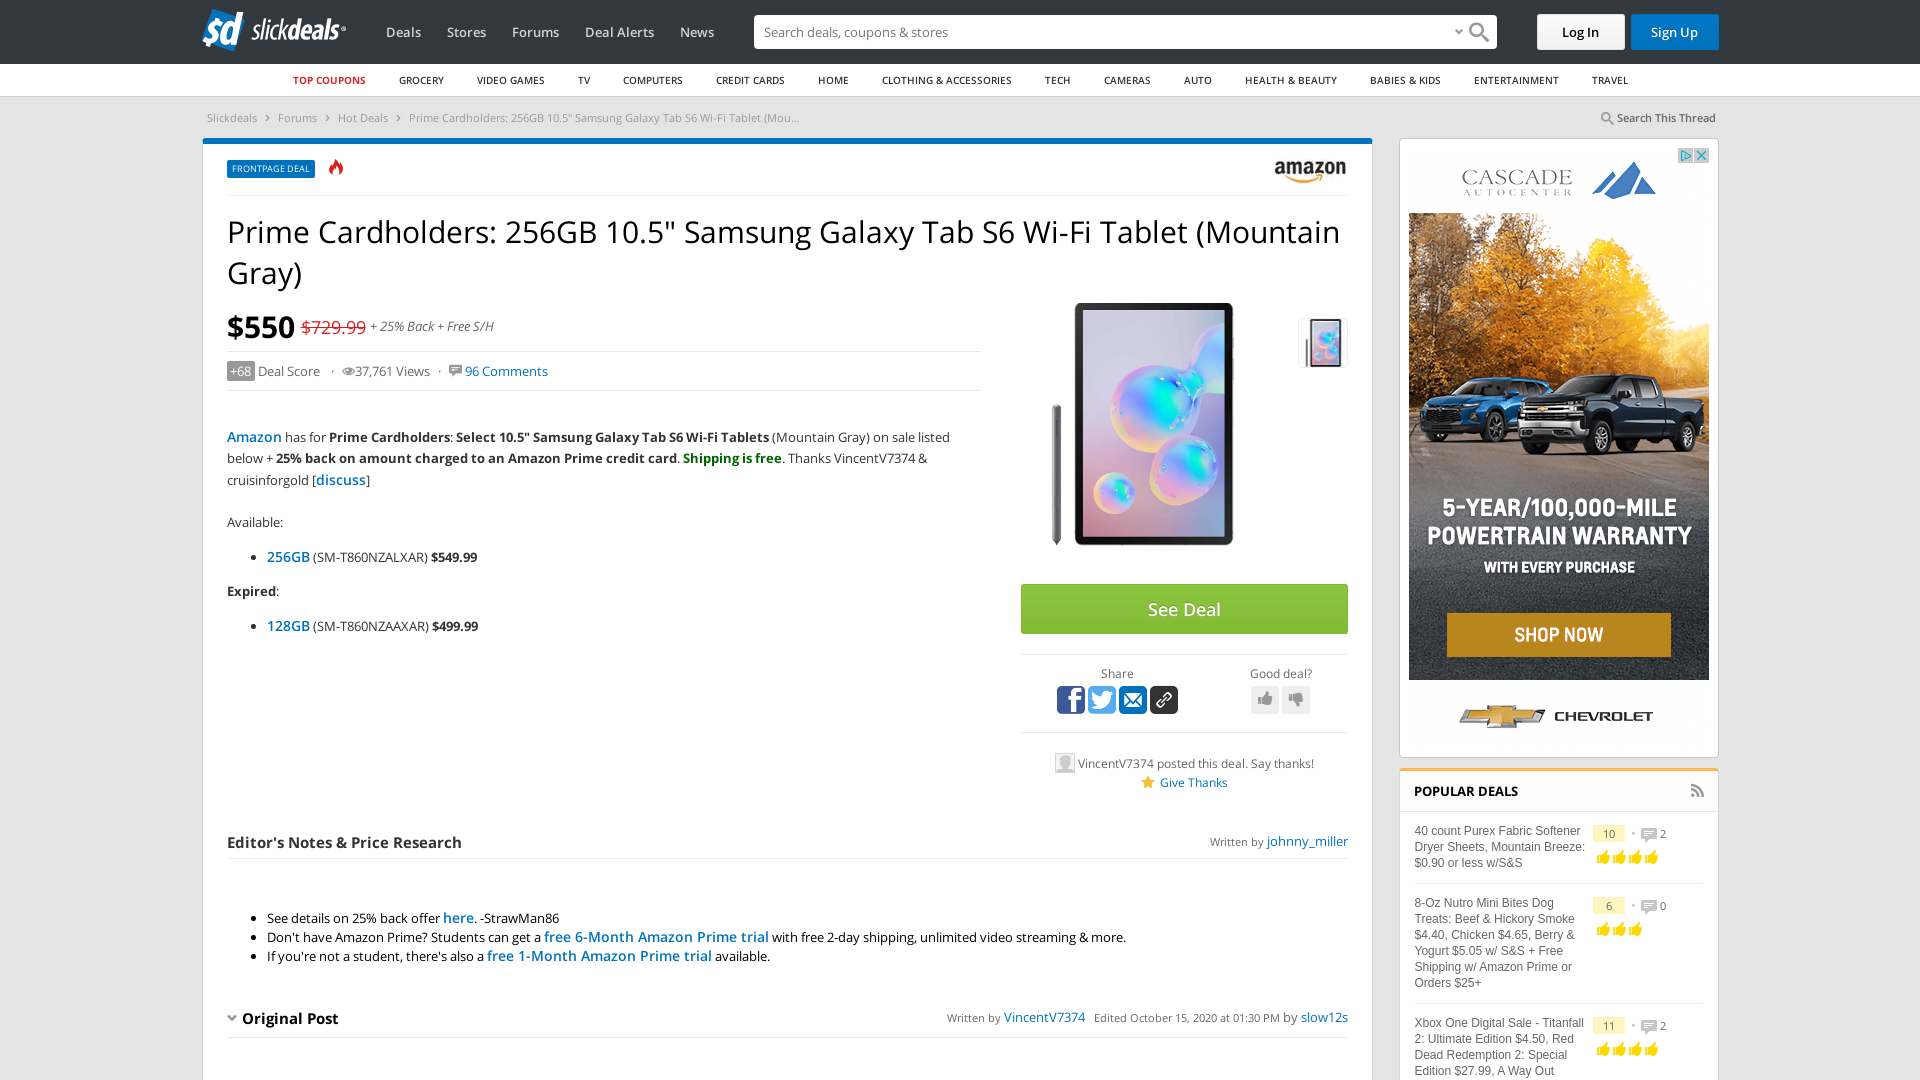 sd slickdeals
Deals Stores Forums Deal Alerts News
Search deals, coupons & stores
Log In Sign Up
TOP COUPONS GROCERY VIDEO GAMES TV COMPUTERS CREDIT CARDS HOME CLOTHING & ACCESSORIES TECH CAMERAS AUTO HEALTH & BEAUTY BABIES & KIDS ENTERTAINMENT TRAVEL
Slickdeals › Forums › Hot Deals › Prime Cardholders: 256GB 10.5" Samsung Galaxy Tab S6 Wi-Fi Tablet (Mou...
Search This Thread
FRONTPAGE DEAL
amazon
Prime Cardholders: 256GB 10.5" Samsung Galaxy Tab S6 Wi-Fi Tablet (Mountain
Gray)
$550 $729.99 + 25% Back + Free S/H
+68 Deal Score · 37,761 Views · 96 Comments
Amazon has for Prime Cardholders: Select 10.5" Samsung Galaxy Tab S6 Wi-Fi Tablets (Mountain Gray) on sale listed
below + 25% back on amount charged to an Amazon Prime credit card. Shipping is free. Thanks VincentV7374 &
cruisinforgold [discuss]
Available:
• 256GB (SM-T860NZALXAR) $549.99
Expired:
• 128GB (SM-T860NZAAXAR) $499.99
See Deal
Share
Good deal?
VincentV7374 posted this deal. Say thanks!
Give Thanks
Editor's Notes & Price Research
Written by johnny_miller
• See details on 25% back offer here. -StrawMan86
• Don't have Amazon Prime? Students can get a free 6-Month Amazon Prime trial with free 2-day shipping, unlimited video streaming & more.
• If you're not a student, there's also a free 1-Month Amazon Prime trial available.
Original Post
Written by VincentV7374 Edited October 15, 2020 at 01:30 PM by slow12s
CASCADE
AUTOCENTER
5-YEAR/100,000-MILE
POWERTRAIN WARRANTY
WITH EVERY PURCHASE
SHOP NOW
CHEVROLET
POPULAR DEALS
40 count Purex Fabric Softener
Dryer Sheets, Mountain Breeze:
$0.90 or less w/S&S
10 • 2
8-Oz Nutro Mini Bites Dog
Treats: Beef & Hickory Smoke
$4.40, Chicken $4.65, Berry &
Yogurt $5.05 w/ S&S + Free
Shipping w/ Amazon Prime or
Orders $25+
6 • 0
Xbox One Digital Sale - Titanfall
2: Ultimate Edition $4.50, Red
Dead Redemption 2: Special
Edition $27.99, A Way Out
11 • 2